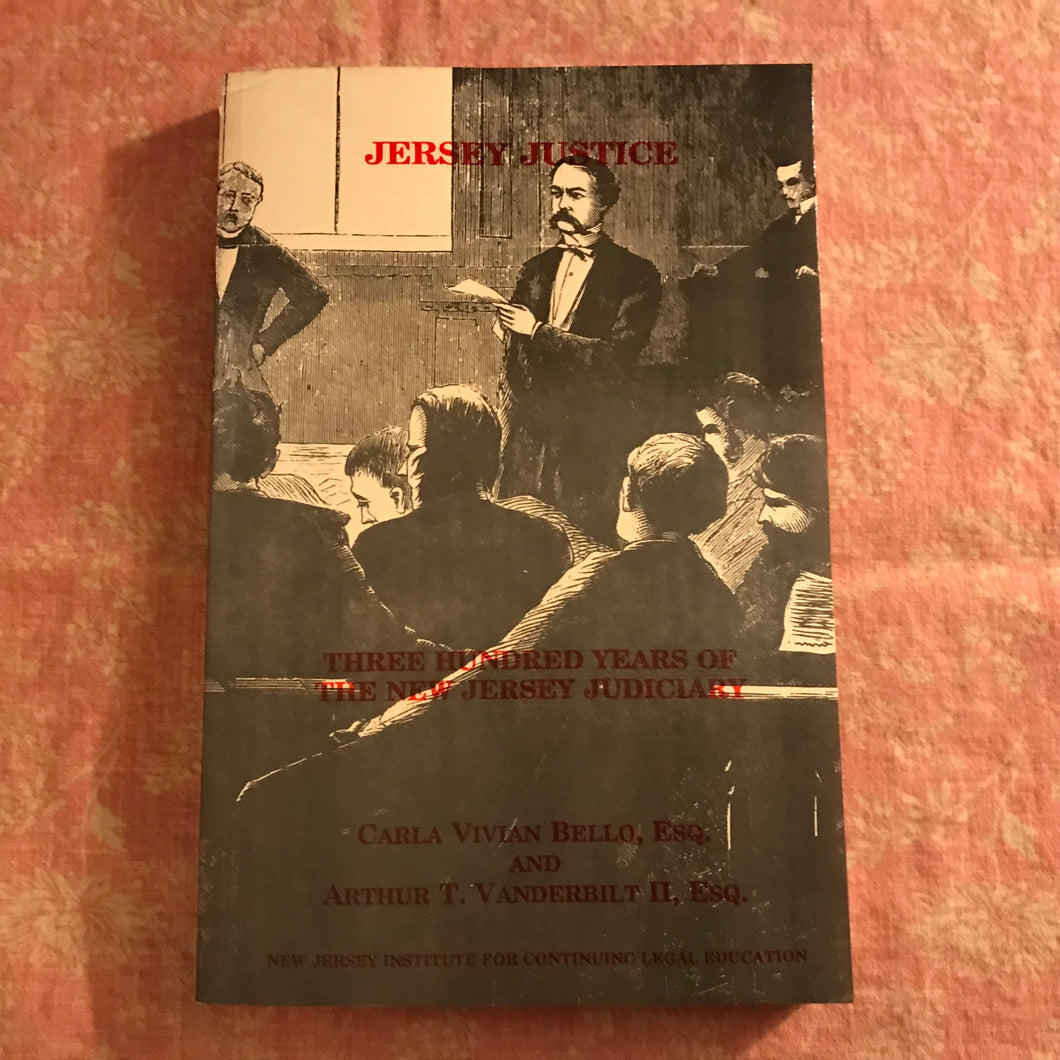 JERSEY JUSTICE
THREE HUNDRED YEARS OF
THE NEW JERSEY JUDICIARY
CARLA VIVIAN BELLO, ESQ.
AND
ARTHUR T. VANDERBILT II, ESQ.
NEW JERSEY INSTITUTE FOR CONTINUING LEGAL EDUCATION